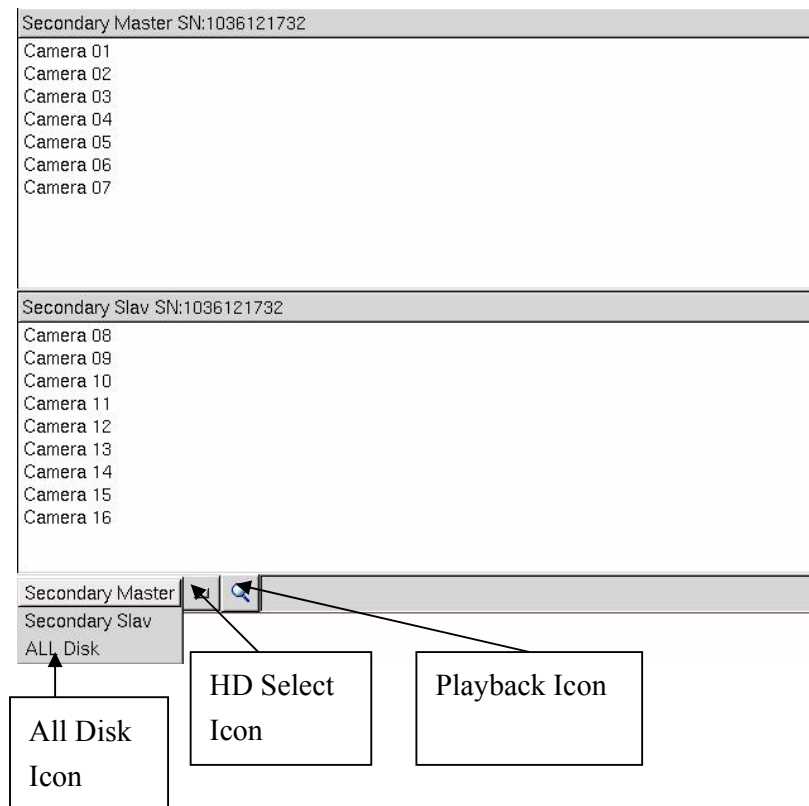 Secondary Master SN:1036121732
Camera 01
Camera 02
Camera 03
Camera 04
Camera 05
Camera 06
Camera 07
Secondary Slav SN:1036121732
Camera 08
Camera 09
Camera 10
Camera 11
Camera 12
Camera 13
Camera 14
Camera 15
Camera 16
Secondary Master
Secondary Slav
ALL Disk
HD Select
Icon
Playback Icon
All Disk
Icon